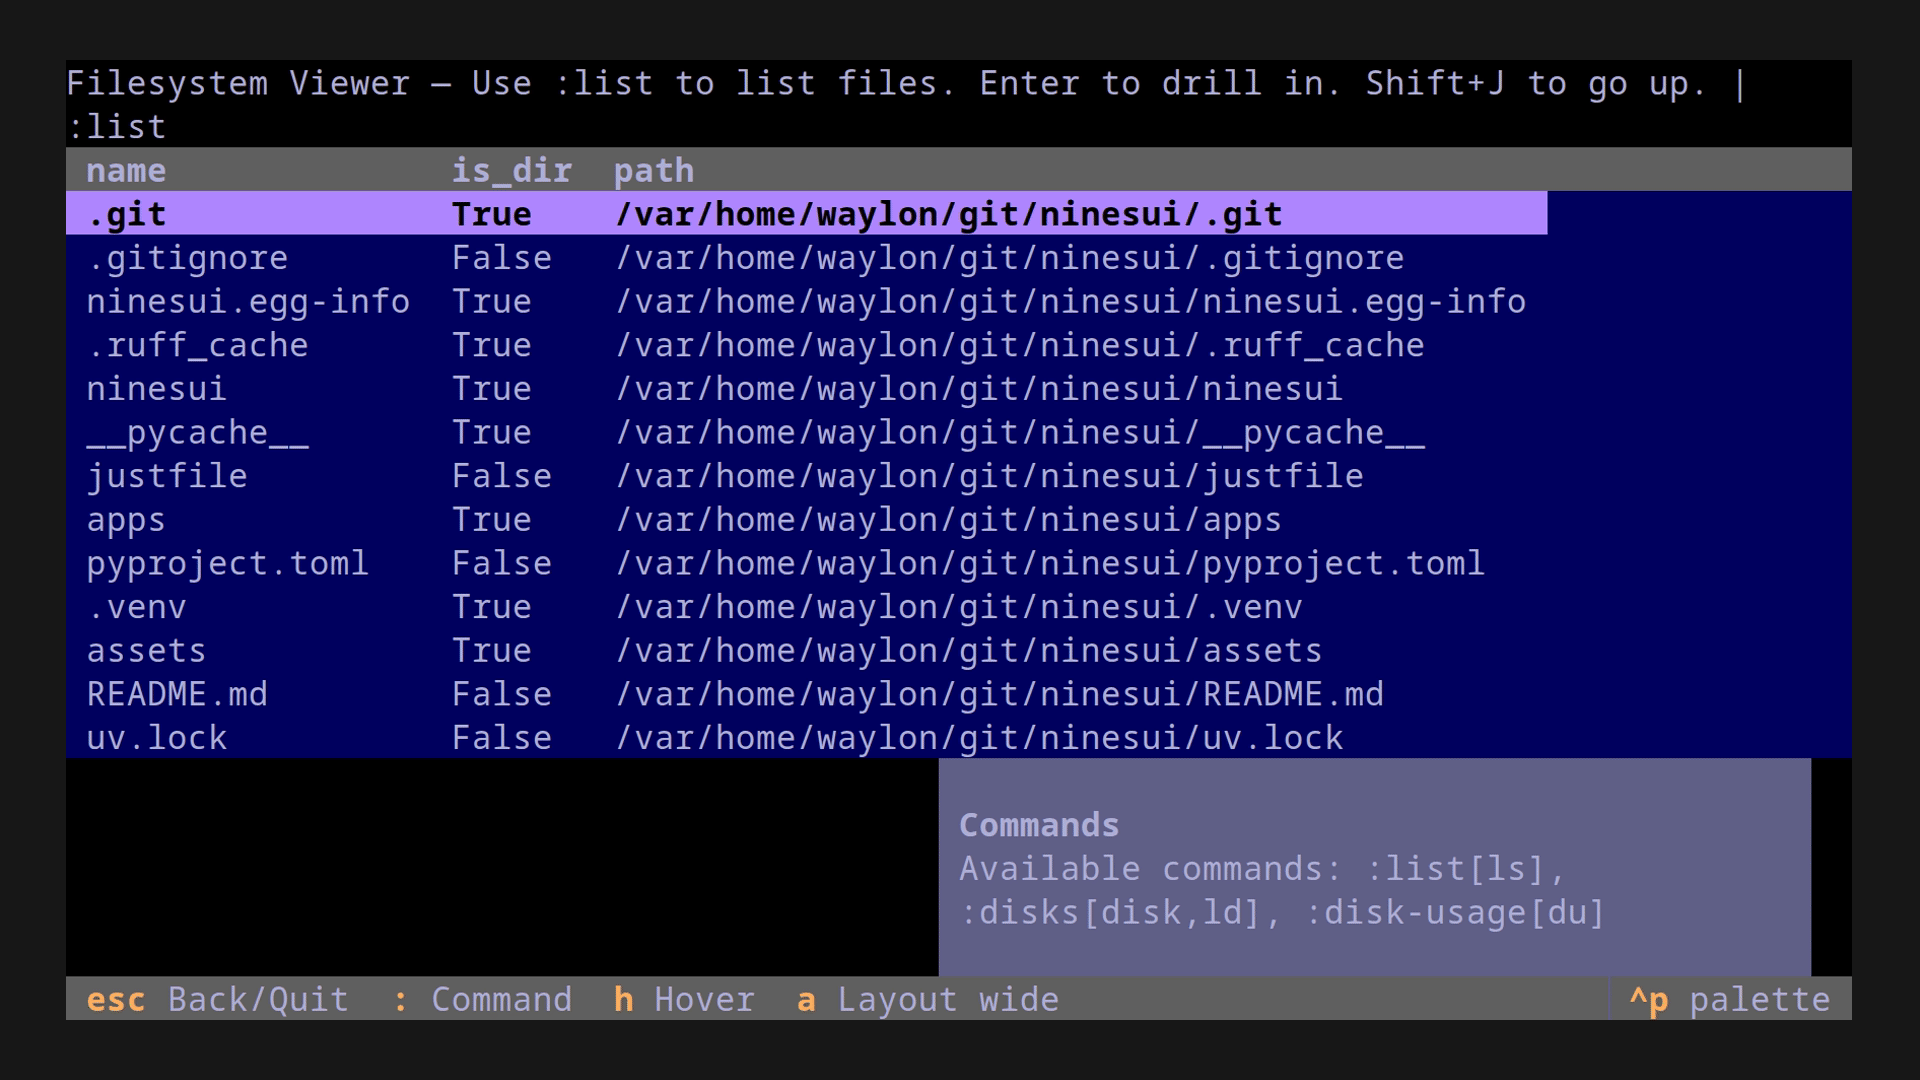 Filesystem Viewer — Use :list to list files. Enter to drill in. Shift+J to go up. |
:list
name is_dir path
.git True /var/home/waylon/git/ninesui/.git
.gitignore False /var/home/waylon/git/ninesui/.gitignore
ninesui.egg-info True /var/home/waylon/git/ninesui/ninesui.egg-info
.ruff_cache True /var/home/waylon/git/ninesui/.ruff_cache
ninesui True /var/home/waylon/git/ninesui/ninesui
__pycache__ True /var/home/waylon/git/ninesui/__pycache__
justfile False /var/home/waylon/git/ninesui/justfile
apps True /var/home/waylon/git/ninesui/apps
pyproject.toml False /var/home/waylon/git/ninesui/pyproject.toml
.venv True /var/home/waylon/git/ninesui/.venv
assets True /var/home/waylon/git/ninesui/assets
README.md False /var/home/waylon/git/ninesui/README.md
uv.lock False /var/home/waylon/git/ninesui/uv.lock
Commands
Available commands: :list[ls],
:disks[disk,ld], :disk-usage[du]
esc Back/Quit : Command h Hover a Layout wide ^p palette